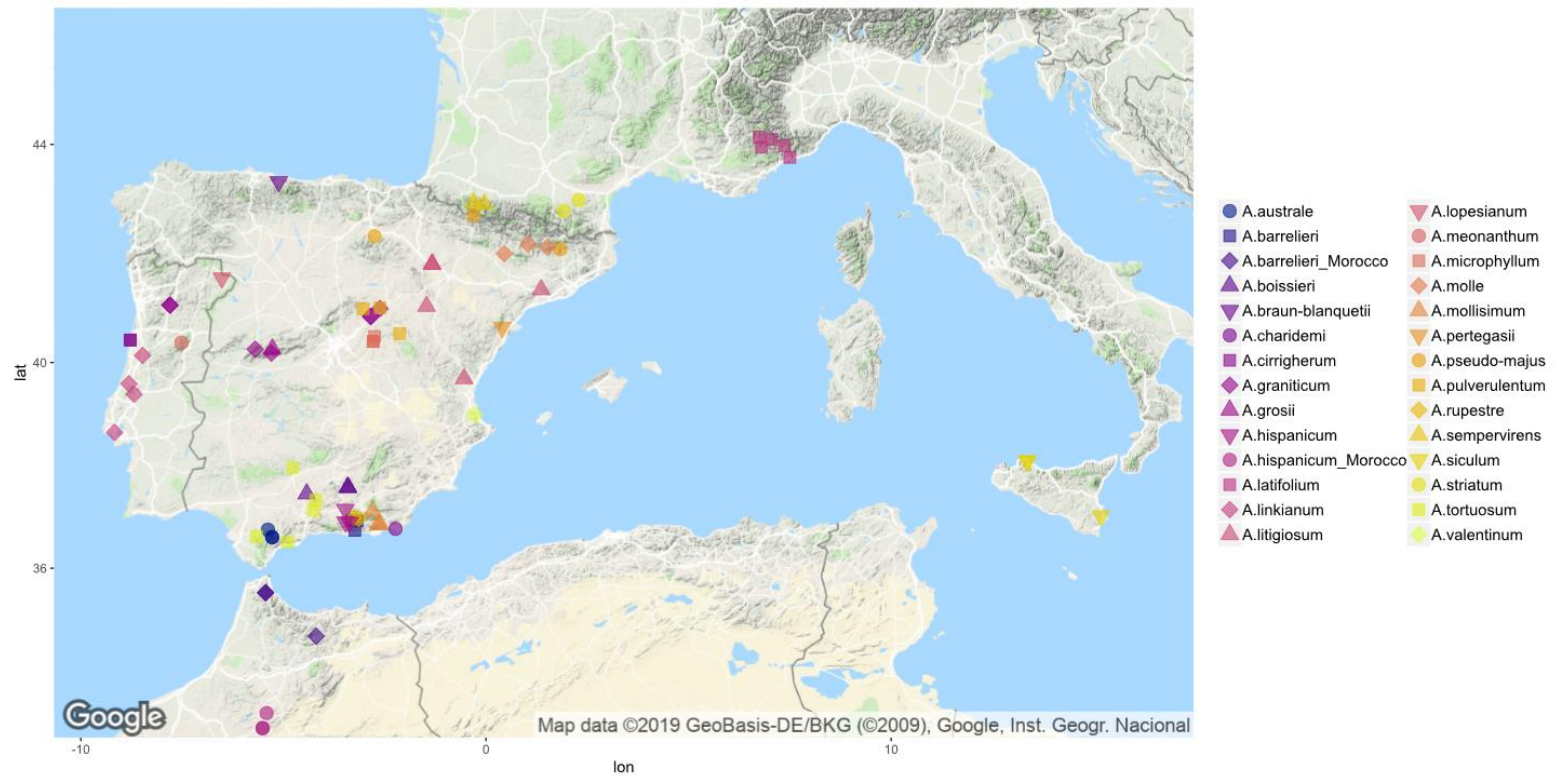 44
40
36
lat
-10
0
10
lon
Google
Map data ©2019 GeoBasis-DE/BKG (©2009), Google, Inst. Geogr. Nacional
A.australe
A.barrelieri
A.barrelieri_Morocco
A.boissieri
A.braun-blanquetii
A.charidemi
A.cirrigherum
A.graniticum
A.grosii
A.hispanicum
A.hispanicum_Morocco
A.latifolium
A.linkianum
A.litigiosum
A.lopesianum
A.meonanthum
A.microphyllum
A.molle
A.mollisimum
A.pertegasii
A.pseudo-majus
A.pulverulentum
A.rupestre
A.sempervirens
A.siculum
A.striatum
A.tortuosum
A.valentinum